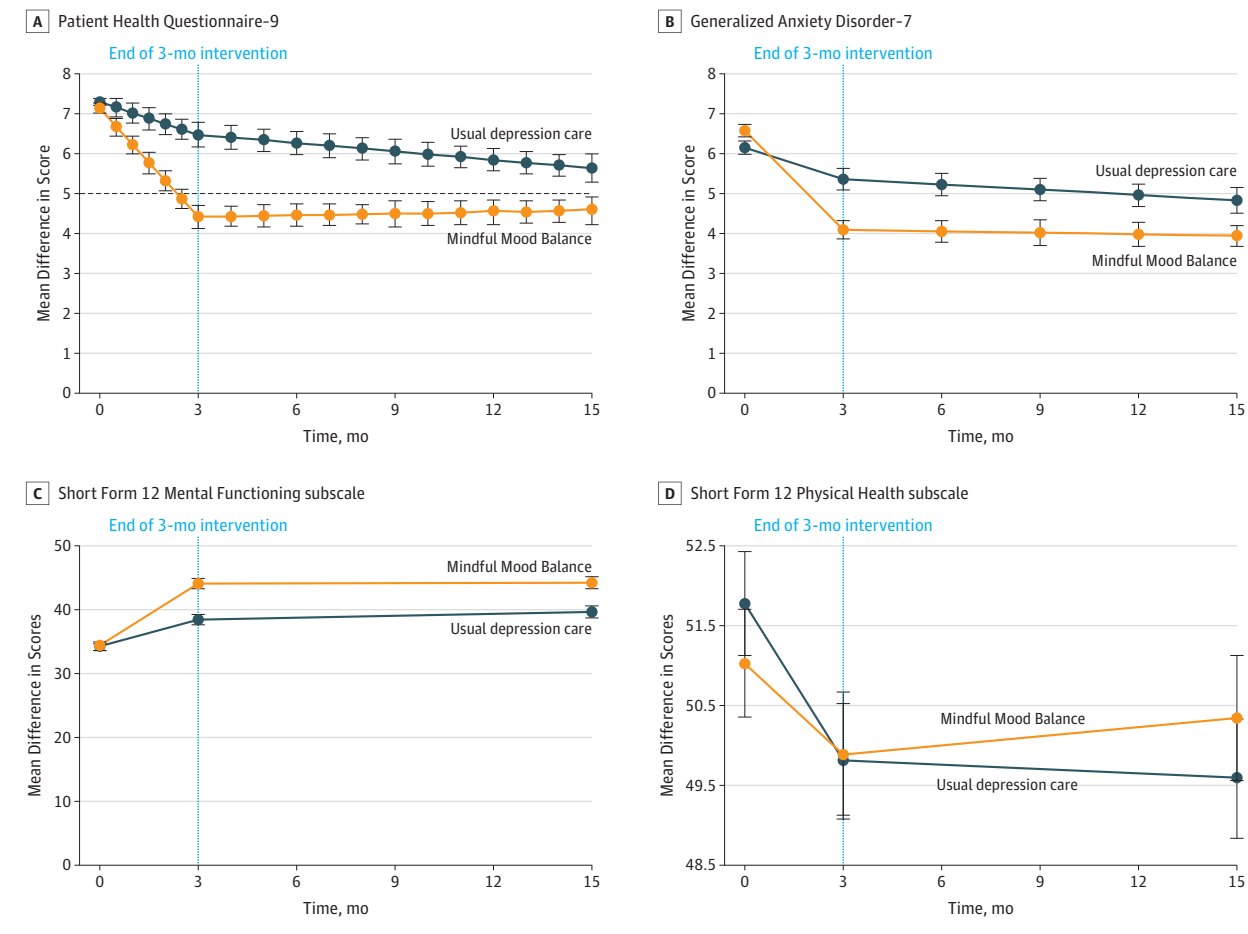 A Patient Health Questionnaire-9
End of 3-mo intervention
8
7
6
5
4
3
2
1
0
Mean Difference in Score
Usual depression care
Mindful Mood Balance
0 3 6 9 12 15
Time, mo
B Generalized Anxiety Disorder-7
End of 3-mo intervention
8
7
6
5
4
3
2
1
0
Mean Difference in Score
Usual depression care
Mindful Mood Balance
0 3 6 9 12 15
Time, mo
C Short Form 12 Mental Functioning subscale
End of 3-mo intervention
50
40
30
20
10
0
Mean Difference in Scores
Mindful Mood Balance
Usual depression care
0 3 6 9 12 15
Time, mo
D Short Form 12 Physical Health subscale
End of 3-mo intervention
52.5
51.5
50.5
49.5
48.5
Mean Difference in Scores
Mindful Mood Balance
Usual depression care
0 3 6 9 12 15
Time, mo